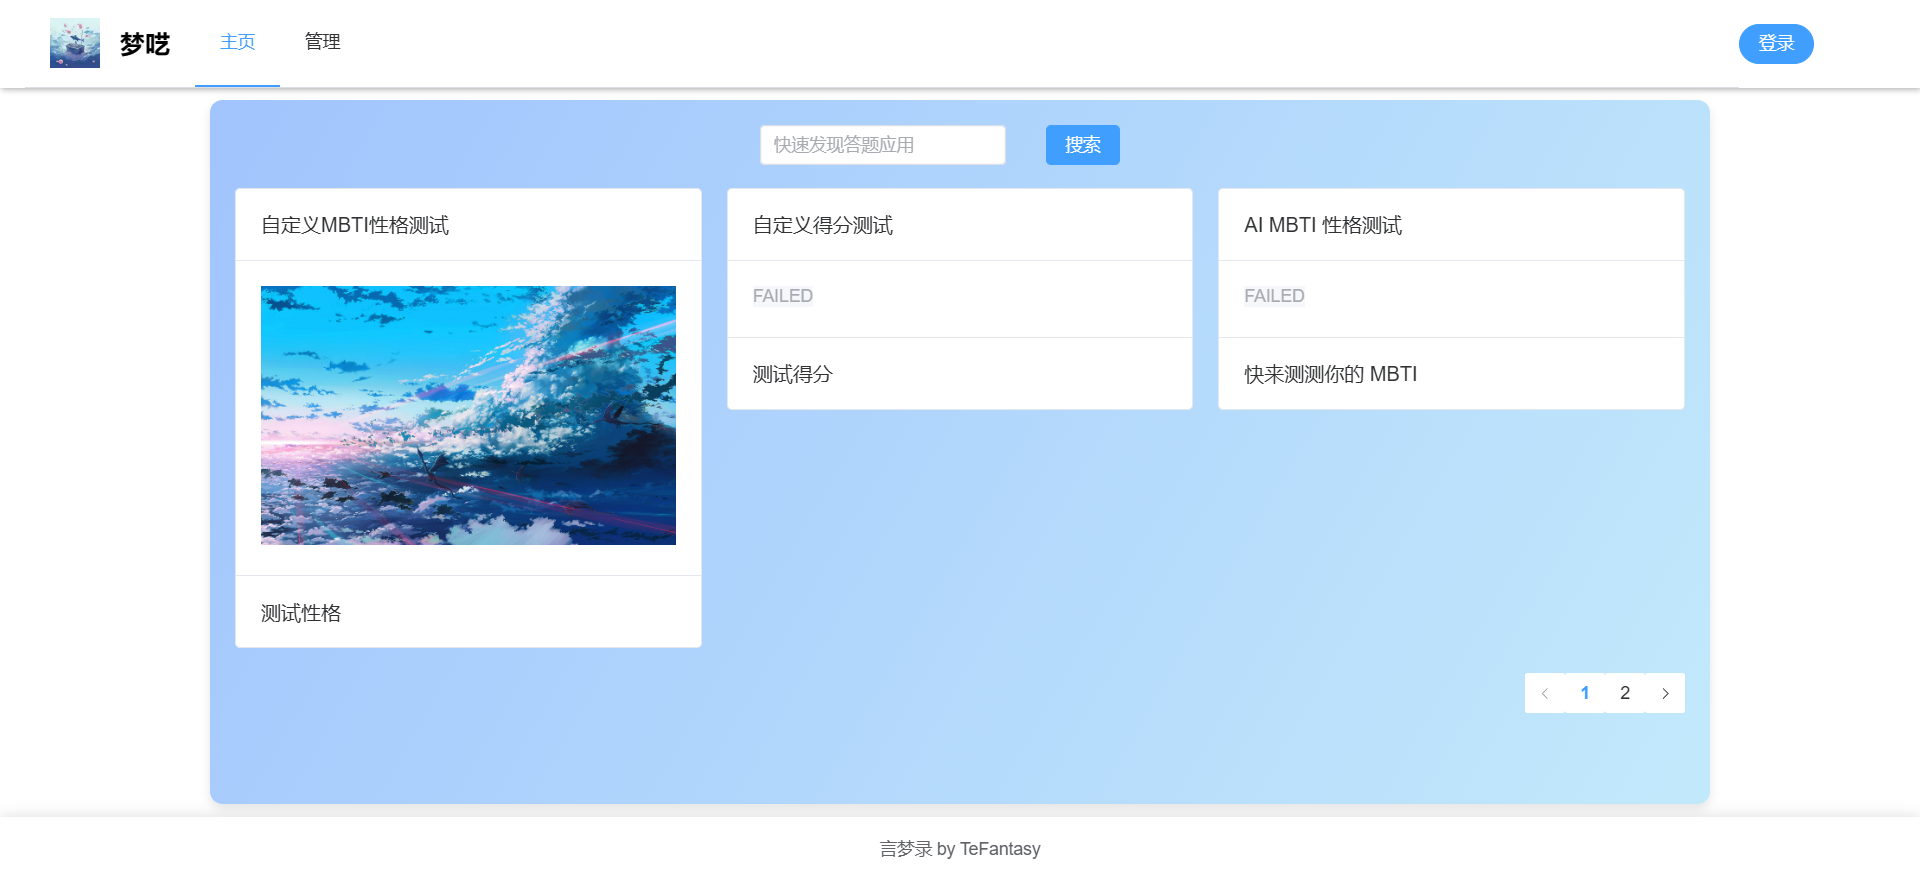 梦呓
主页
管理
登录
快速发现答题应用
搜索
自定义MBTI性格测试
测试性格
自定义得分测试
FAILED
测试得分
AI MBTI 性格测试
FAILED
快来测测你的 MBTI
1
2
言梦录 by TeFantasy